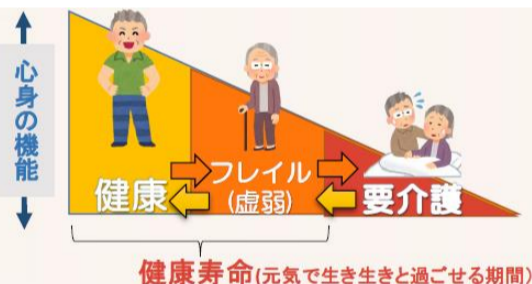 心身の機能
健康
フレイル
(虚弱)
要介護
健康寿命(元気で生き生きと過ごせる期間)